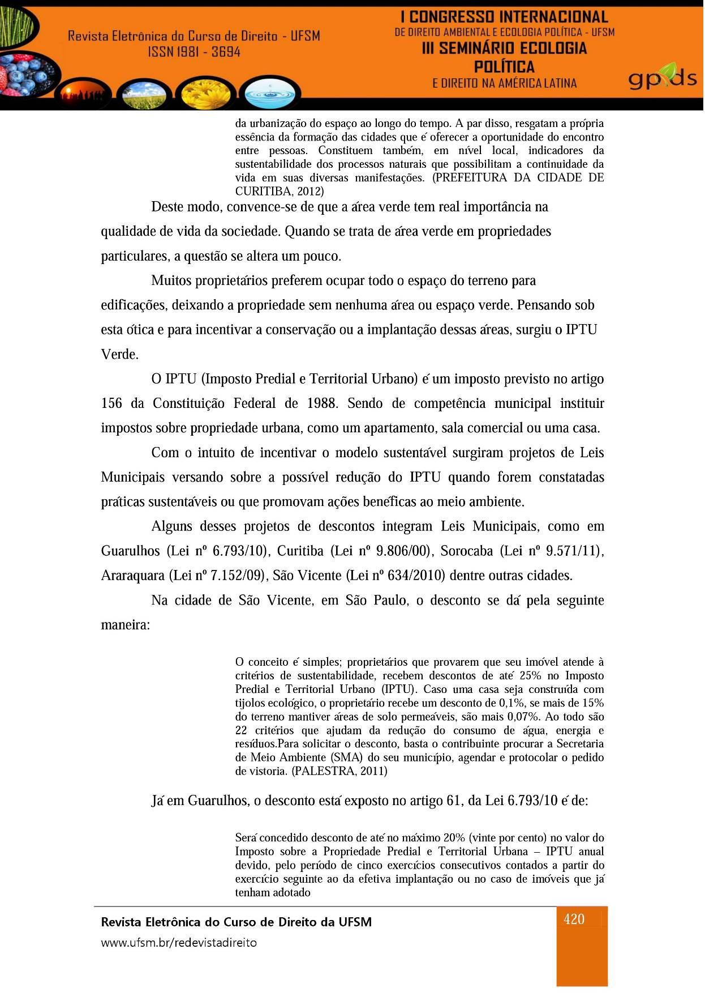 Revista Eletrônica do Curso de Direito - UFSM
ISSN 1981 - 3694
I CONGRESSO INTERNACIONAL
DE DIREITO AMBIENTAL E ECOLOGIA POLÍTICA - UFSM
III SEMINÁRIO ECOLOGIA
POLÍTICA
E DIREITO NA AMÉRICA LATINA
gpds
da urbanização do espaço ao longo do tempo. A par disso, resgatam a própria
essência da formação das cidades que é oferecer a oportunidade do encontro
entre pessoas. Constituem também, em nível local, indicadores da
sustentabilidade dos processos naturais que possibilitam a continuidade da
vida em suas diversas manifestações. (PREFEITURA DA CIDADE DE
CURITIBA, 2012)
Deste modo, convence-se de que a área verde tem real importância na
qualidade de vida da sociedade. Quando se trata de área verde em propriedades
particulares, a questão se altera um pouco.
Muitos proprietários preferem ocupar todo o espaço do terreno para
edificações, deixando a propriedade sem nenhuma área ou espaço verde. Pensando sob
esta ótica e para incentivar a conservação ou a implantação dessas áreas, surgiu o IPTU
Verde.
O IPTU (Imposto Predial e Territorial Urbano) é um imposto previsto no artigo
156 da Constituição Federal de 1988. Sendo de competência municipal instituir
impostos sobre propriedade urbana, como um apartamento, sala comercial ou uma casa.
Com o intuito de incentivar o modelo sustentável surgiram projetos de Leis
Municipais versando sobre a possível redução do IPTU quando forem constatadas
práticas sustentáveis ou que promovam ações benéficas ao meio ambiente.
Alguns desses projetos de descontos integram Leis Municipais, como em
Guarulhos (Lei nº 6.793/10), Curitiba (Lei nº 9.806/00), Sorocaba (Lei nº 9.571/11),
Araraquara (Lei nº 7.152/09), São Vicente (Lei nº 634/2010) dentre outras cidades.
Na cidade de São Vicente, em São Paulo, o desconto se dá pela seguinte
maneira:
O conceito é simples; proprietários que provarem que seu imóvel atende à
critérios de sustentabilidade, recebem descontos de até 25% no Imposto
Predial e Territorial Urbano (IPTU). Caso uma casa seja construída com
tijolos ecológico, o proprietário recebe um desconto de 0,1%, se mais de 15%
do terreno mantiver áreas de solo permeáveis, são mais 0,07%. Ao todo são
22 critérios que ajudam da redução do consumo de água, energia e
resíduos.Para solicitar o desconto, basta o contribuinte procurar a Secretaria
de Meio Ambiente (SMA) do seu município, agendar e protocolar o pedido
de vistoria. (PALESTRA, 2011)
Já em Guarulhos, o desconto está exposto no artigo 61, da Lei 6.793/10 é de:
Será concedido desconto de até no máximo 20% (vinte por cento) no valor do
Imposto sobre a Propriedade Predial e Territorial Urbana – IPTU anual
devido, pelo período de cinco exercícios consecutivos contados a partir do
exercício seguinte ao da efetiva implantação ou no caso de imóveis que já
tenham adotado
Revista Eletrônica do Curso de Direito da UFSM
www.ufsm.br/redevistadireito
420